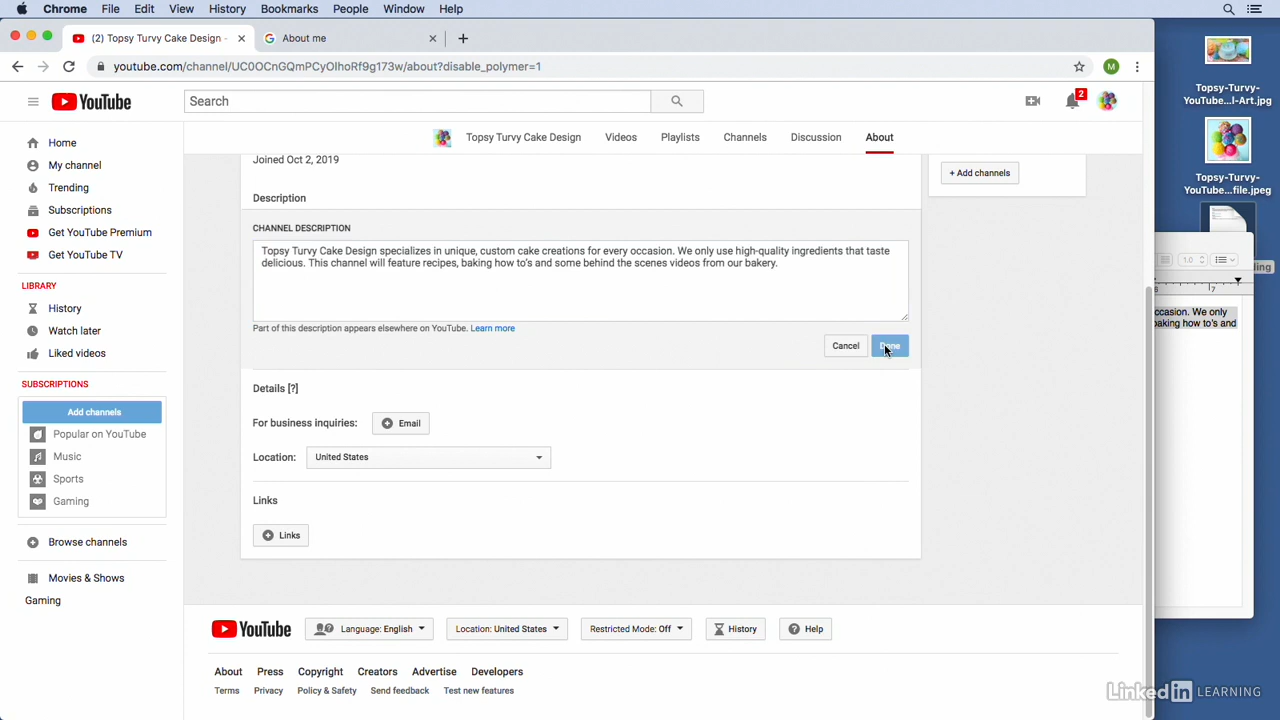 Chrome File Edit View History Bookmarks People Window Help
(2) Topsy Turvy Cake Design -
About me
youtube.com/channel/UC0OCnGQmPCyOlhoRf9g173w/about?disable_polymer=1
M
YouTube
Search
2
Topsy Turvy Cake Design Videos Playlists Channels Discussion About
Home
My channel
Trending
Subscriptions
Get YouTube Premium
Get YouTube TV
LIBRARY
History
Watch later
Liked videos
SUBSCRIPTIONS
Add channels
Popular on YouTube
Music
Sports
Gaming
Browse channels
Movies & Shows
Gaming
Joined Oct 2, 2019
+ Add channels
Description
CHANNEL DESCRIPTION
Topsy Turvy Cake Design specializes in unique, custom cake creations for every occasion. We only use high-quality ingredients that taste
delicious. This channel will feature recipes, baking how to's and some behind the scenes videos from our bakery.
Part of this description appears elsewhere on YouTube. Learn more
Cancel Done
Details [?]
For business inquiries: Email
Location: United States
Links
Links
YouTube Language: English Location: United States Restricted Mode: Off History Help
About Press Copyright Creators Advertise Developers
Terms Privacy Policy & Safety Send feedback Test new features
Topsy-Turvy-
YouTube...l-Art.jpg
Topsy-Turvy-
YouTube...file.jpeg
1.0
7
occasion. We only
baking how to's and
LinkedIn LEARNING